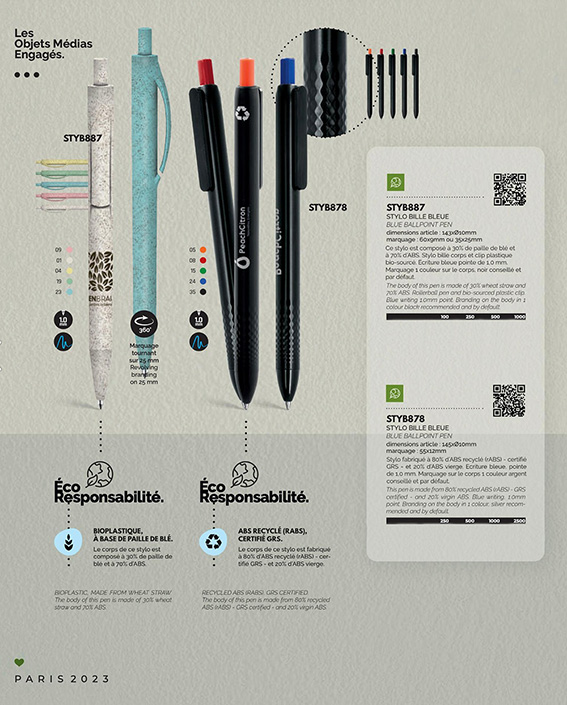 Les
Objets Médias
Engagés.
STYB887
STYB878
09
01
04
19
23
05
08
15
24
35
1.0
mm
360°
1.0
mm
Marquage
tournant
sur 25 mm
Revolving
branding
on 25 mm
PeachCitron
STYB887
STYLO BILLE BLEUE
BLUE BALLPOINT PEN
dimensions article : 143xØ10mm
marquage : 60x9mm ou 35x25mm
Ce stylo est composé à 30% de paille de blé et
à 70% d'ABS. Stylo bille corps et clip plastique
bio-sourcé. Ecriture bleue pointe de 1.0 mm.
Marquage 1 couleur sur le corps, noir conseillé et
par défaut.
The body of this pen is made of 30% wheat straw and
70% ABS. Rollerball pen and bio-sourced plastic clip.
Blue writing 1.0mm point. Branding on the body in 1
colour black recommended and by default.
100 250 500 1000
STYB878
STYLO BILLE BLEUE
BLUE BALLPOINT PEN
dimensions article : 145xØ10mm
marquage : 55x12mm
Stylo fabriqué à 80% d'ABS recyclé (rABS) - certifié
GRS - et 20% d'ABS vierge. Ecriture bleue, pointe
de 1.0 mm. Marquage sur le corps 1 couleur argent
conseillé et par défaut.
This pen is made from 80% recycled ABS (rABS) - GRS
certified - and 20% virgin ABS. Blue writing, 1.0mm
point. Branding on the body in 1 colour, silver recom-
mended and by default.
250 500 1000 2500
Éco
Responsabilité.
BIOPLASTIQUE,
À BASE DE PAILLE DE BLÉ.
Le corps de ce stylo est
composé à 30% de paille de
blé et à 70% d'ABS.
BIOPLASTIC, MADE FROM WHEAT STRAW.
The body of this pen is made of 30% wheat
straw and 70% ABS.
Éco
Responsabilité.
ABS RECYCLÉ (RABS),
CERTIFIÉ GRS.
Le corps de ce stylo est fabriqué
à 80% d'ABS recyclé (rABS) - cer-
tifié GRS - et 20% d'ABS vierge.
RECYCLED ABS (RABS), GRS CERTIFIED.
The body of this pen is made from 80% recycled
ABS (rABS) - GRS certified - and 20% virgin ABS.
PARIS 2023